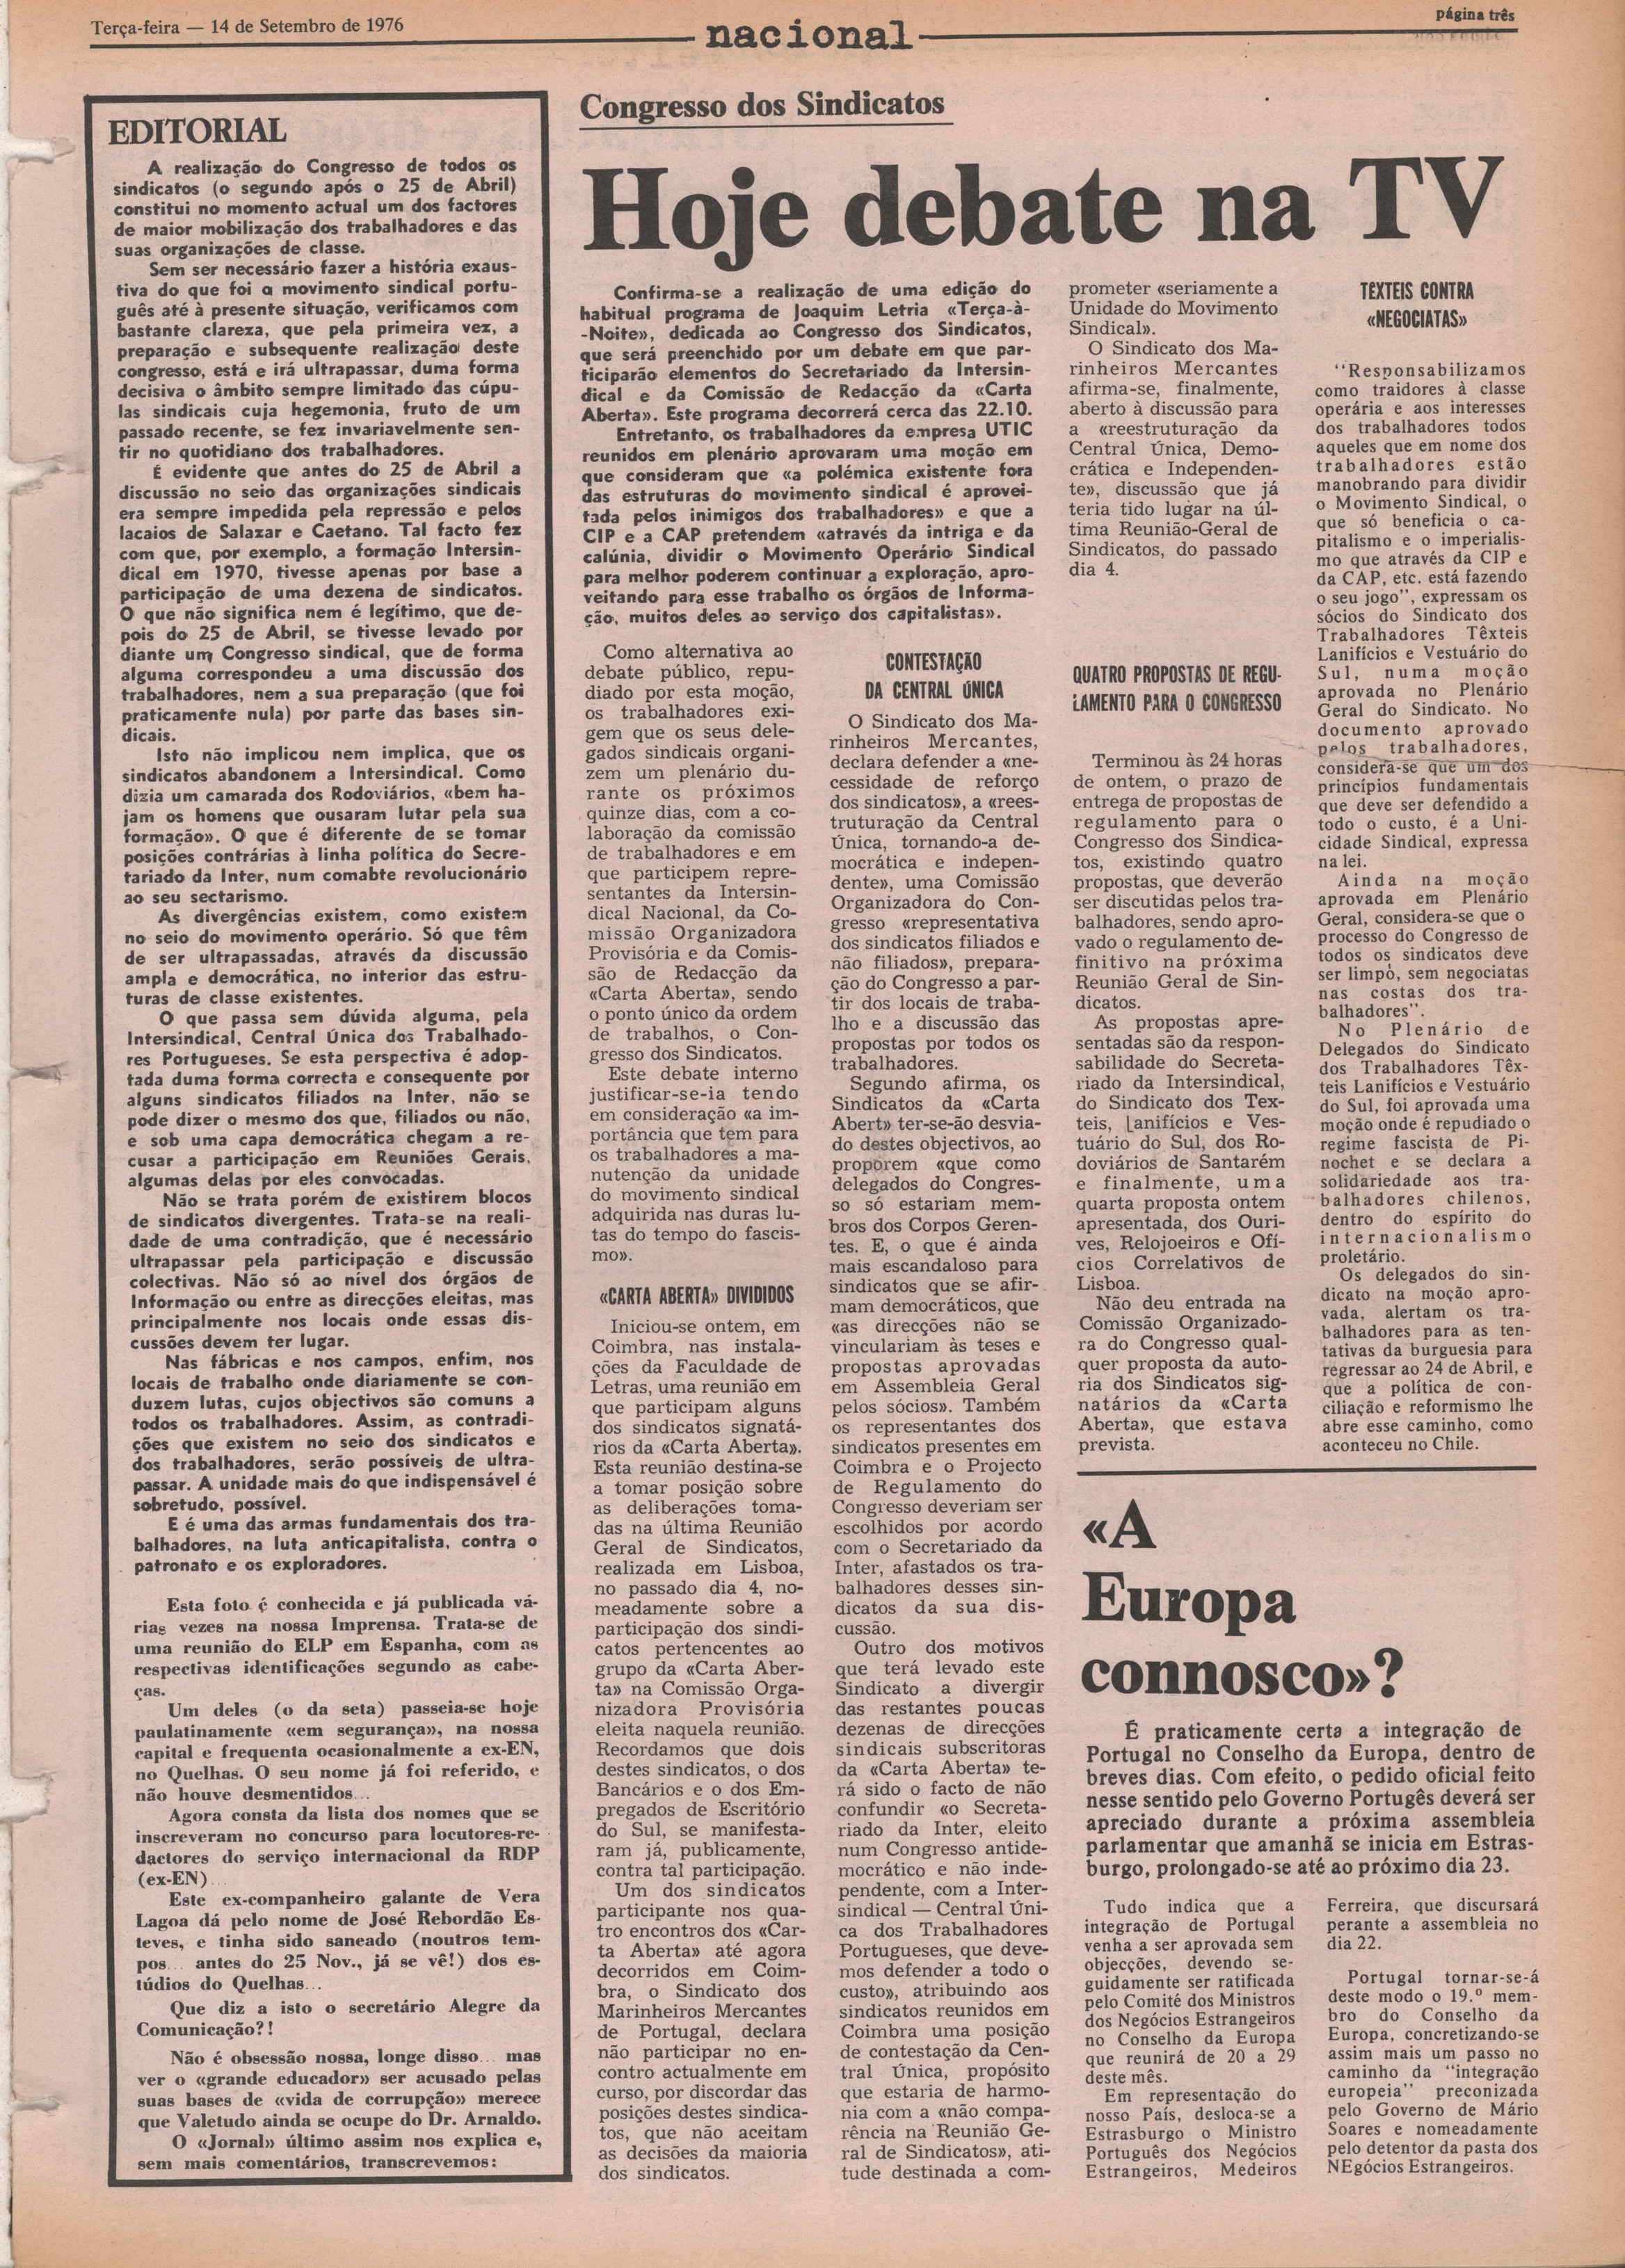 Terça-feira — 14 de Setembro de 1976
nacional
página três
EDITORIAL
A realização do Congresso de todos os
sindicatos (o segundo após o 25 de Abril)
constitui no momento actual um dos factores
de maior mobilização dos trabalhadores e das
suas organizações de classe.
Sem ser necessário fazer a história exaus-
tiva do que foi o movimento sindical portu-
guês até à presente situação, verificamos com
bastante clareza, que pela primeira vez, a
preparação e subsequente realização deste
congresso, está e irá ultrapassar, duma forma
decisiva o âmbito sempre limitado das cúpu-
las sindicais cuja hegemonia, fruto de um
passado recente, se fez invariavelmente sen-
tir no quotidiano dos trabalhadores.
É evidente que antes do 25 de Abril a
discussão no seio das organizações sindicais
era sempre impedida pela repressão e pelos
lacaios de Salazar e Caetano. Tal facto fez
com que, por exemplo, a formação Intersin-
dical em 1970, tivesse apenas por base a
participação de uma dezena de sindicatos.
O que não significa nem é legítimo, que de-
pois do 25 de Abril, se tivesse levado por
diante um Congresso sindical, que de forma
alguma correspondeu a uma discussão dos
trabalhadores, nem a sua preparação (que foi
praticamente nula) por parte das bases sin-
dicais.
Isto não implicou nem implica, que os
sindicatos abandonem a Intersindical. Como
dizia um camarada dos Rodoviários, «bem ha-
jam os homens que ousaram lutar pela sua
formação». O que é diferente de se tomar
posições contrárias à linha política do Secre-
tariado da Inter, num comabte revolucionário
ao seu sectarismo.
As divergências existem, como existem
no seio do movimento operário. Só que têm
de ser ultrapassadas, através da discussão
ampla e democrática, no interior das estru-
turas de classe existentes.
O que passa sem dúvida alguma, pela
Intersindical, Central Única dos Trabalhado-
res Portugueses. Se esta perspectiva é adop-
tada duma forma correcta e consequente por
alguns sindicatos filiados na Inter, não se
pode dizer o mesmo dos que, filiados ou não,
e sob uma capa democrática chegam a re-
cusar a participação em Reuniões Gerais,
algumas delas por eles convocadas.
Não se trata porém de existirem blocos
de sindicatos divergentes. Trata-se na reali-
dade de uma contradição, que é necessário
ultrapassar pela participação e discussão
colectivas. Não só ao nível dos órgãos de
Informação ou entre as direcções eleitas, mas
principalmente nos locais onde essas dis-
cussões devem ter lugar.
Nas fábricas e nos campos, enfim, nos
locais de trabalho onde diariamente se con-
duzem lutas, cujos objectivos são comuns a
todos os trabalhadores. Assim, as contradi-
ções que existem no seio dos sindicatos e
dos trabalhadores, serão possíveis de ultra-
passar. A unidade mais do que indispensável é
sobretudo, possível.
E é uma das armas fundamentais dos tra-
balhadores, na luta anticapitalista, contra o
patronato e os exploradores.
Esta foto é conhecida e já publicada vá-
rias vezes na nossa Imprensa. Trata-se de
uma reunião do ELP em Espanha, com as
respectivas identificações segundo as cabe-
ças.
Um deles (o da seta) passeia-se hoje
paulatinamente «em segurança», na nossa
capital e frequenta ocasionalmente a ex-EN,
no Quelhas. O seu nome já foi referido, e
não houve desmentidos...
Agora consta da lista dos nomes que se
inscreveram no concurso para locutores-re-
dactores do serviço internacional da RDP
(ex-EN)...
Este ex-companheiro galante de Vera
Lagoa dá pelo nome de José Rebordão Es-
teves, e tinha sido saneado (noutros tem-
pos... antes do 25 Nov., já se vê!) dos es-
túdios do Quelhas...
Que diz a isto o secretário Alegre da
Comunicação?!
Não é obsessão nossa, longe disso... mas
ver o «grande educador» ser acusado pelas
suas bases de «vida de corrupção» merece
que Valetudo ainda se ocupe do Dr. Arnaldo.
O «Jornal» último assim nos explica e,
sem mais comentários, transcrevemos:
Congresso dos Sindicatos
Hoje debate na TV
Confirma-se a realização de uma edição do
habitual programa de Joaquim Letria «Terça-à-
-Noite», dedicada ao Congresso dos Sindicatos,
que será preenchido por um debate em que par-
ticiparão elementos do Secretariado da Intersin-
dical e da Comissão de Redacção da «Carta
Aberta». Este programa decorrerá cerca das 22.10.
Entretanto, os trabalhadores da empresa UTIC
reunidos em plenário aprovaram uma moção em
que consideram que «a polémica existente fora
das estruturas do movimento sindical é aprovei-
tada pelos inimigos dos trabalhadores» e que a
CIP e a CAP pretendem «através da intriga e da
calúnia, dividir o Movimento Operário Sindical
para melhor poderem continuar a exploração, apro-
veitando para esse trabalho os órgãos de Informa-
ção, muitos deles ao serviço dos capitalistas».
Como alternativa ao
debate público, repu-
diado por esta moção,
os trabalhadores exi-
gem que os seus dele-
gados sindicais organi-
zem um plenário du-
rante os próximos
quinze dias, com a co-
laboração da comissão
de trabalhadores e em
que participem repre-
sentantes da Intersin-
dical Nacional, da Co-
missão Organizadora
Provisória e da Comis-
são de Redacção da
«Carta Aberta», sendo
o ponto único da ordem
de trabalhos, o Con-
gresso dos Sindicatos.
Este debate interno
justificar-se-ia tendo
em consideração «a im-
portância que tem para
os trabalhadores a ma-
nutenção da unidade
do movimento sindical
adquirida nas duras lu-
tas do tempo do fascis-
mo».
«CARTA ABERTA» DIVIDIDOS
Iniciou-se ontem, em
Coimbra, nas instala-
ções da Faculdade de
Letras, uma reunião em
que participam alguns
dos sindicatos signatá-
rios da «Carta Aberta».
Esta reunião destina-se
a tomar posição sobre
as deliberações toma-
das na última Reunião
Geral de Sindicatos,
realizada em Lisboa,
no passado dia 4, no-
meadamente sobre a
participação dos sindi-
catos pertencentes ao
grupo da «Carta Aber-
ta» na Comissão Orga-
nizadora Provisória
eleita naquela reunião.
Recordamos que dois
destes sindicatos, o dos
Bancários e o dos Em-
pregados de Escritório
do Sul, se manifesta-
ram já, publicamente,
contra tal participação.
Um dos sindicatos
participante nos qua-
tro encontros dos «Car-
ta Aberta» até agora
decorridos em Coim-
bra, o Sindicato dos
Marinheiros Mercantes
de Portugal, declara
não participar no en-
contro actualmente em
curso, por discordar das
posições destes sindica-
tos, que não aceitam
as decisões da maioria
dos sindicatos.
CONTESTAÇÃO
DA CENTRAL ÚNICA
O Sindicato dos Ma-
rinheiros Mercantes,
declara defender a «ne-
cessidade de reforço
dos sindicatos», a «rees-
truturação da Central
Única, tornando-a de-
mocrática e indepen-
dente», uma Comissão
Organizadora do Con-
gresso «representativa
dos sindicatos filiados e
não filiados», prepara-
ção do Congresso a par-
tir dos locais de traba-
lho e a discussão das
propostas por todos os
trabalhadores.
Segundo afirma, os
Sindicatos da «Carta
Abert» ter-se-ão desvia-
do destes objectivos, ao
proporem «que como
delegados do Congres-
so só estariam mem-
bros dos Corpos Geren-
tes. E, o que é ainda
mais escandaloso para
sindicatos que se afir-
mam democráticos, que
«as direcções não se
vinculariam às teses e
propostas aprovadas
em Assembleia Geral
pelos sócios». Também
os representantes dos
sindicatos presentes em
Coimbra e o Projecto
de Regulamento do
Congresso deveriam ser
escolhidos por acordo
com o Secretariado da
Inter, afastados os tra-
balhadores desses sin-
dicatos da sua dis-
cussão.
Outro dos motivos
que terá levado este
Sindicato a divergir
das restantes poucas
dezenas de direcções
sindicais subscritoras
da «Carta Aberta» te-
rá sido o facto de não
confundir «o Secreta-
riado da Inter, eleito
num Congresso antide-
mocrático e não inde-
pendente, com a Inter-
sindical — Central Úni-
ca dos Trabalhadores
Portugueses, que deve-
mos defender a todo o
custo», atribuindo aos
sindicatos reunidos em
Coimbra uma posição
de contestação da Cen-
tral Única, propósito
que estaria de harmo-
nia com a «não compa-
rência na Reunião Ge-
ral de Sindicatos», ati-
tude destinada a com-
prometer «seriamente a
Unidade do Movimento
Sindical».
O Sindicato dos Ma-
rinheiros Mercantes
afirma-se, finalmente,
aberto à discussão para
a «reestruturação da
Central Única, Demo-
crática e Independen-
te», discussão que já
teria tido lugar na úl-
tima Reunião-Geral de
Sindicatos, do passado
dia 4.
QUATRO PROPOSTAS DE REGU-
LAMENTO PARA O CONGRESSO
Terminou às 24 horas
de ontem, o prazo de
entrega de propostas de
regulamento para o
Congresso dos Sindica-
tos, existindo quatro
propostas, que deverão
ser discutidas pelos tra-
balhadores, sendo apro-
vado o regulamento de-
finitivo na próxima
Reunião Geral de Sin-
dicatos.
As propostas apre-
sentadas são da respon-
sabilidade do Secreta-
riado da Intersindical,
do Sindicato dos Tex-
teis, Lanifícios e Ves-
tuário do Sul, dos Ro-
doviários de Santarém
e finalmente, uma
quarta proposta ontem
apresentada, dos Ouri-
ves, Relojoeiros e Ofí-
cios Correlativos de
Lisboa.
Não deu entrada na
Comissão Organizado-
ra do Congresso qual-
quer proposta da auto-
ria dos Sindicatos sig-
natários da «Carta
Aberta», que estava
prevista.
TÊXTEIS CONTRA
«NEGOCIATAS»
"Responsabilizamos
como traidores à classe
operária e aos interesses
dos trabalhadores todos
aqueles que em nome dos
trabalhadores estão
manobrando para dividir
o Movimento Sindical, o
que só beneficia o ca-
pitalismo e o imperialis-
mo que através da CIP e
da CAP, etc. está fazendo
o seu jogo", expressam os
sócios do Sindicato dos
Trabalhadores Têxteis
Lanifícios e Vestuário do
Sul, numa moção
aprovada no Plenário
Geral do Sindicato. No
documento aprovado
pelos trabalhadores,
considera-se que um dos
princípios fundamentais
que deve ser defendido a
todo o custo, é a Uni-
cidade Sindical, expressa
na lei.
Ainda na moção
aprovada em Plenário
Geral, considera-se que o
processo do Congresso de
todos os sindicatos deve
ser limpo, sem negociatas
nas costas dos tra-
balhadores".
No Plenário de
Delegados do Sindicato
dos Trabalhadores Têx-
teis Lanifícios e Vestuário
do Sul, foi aprovada uma
moção onde é repudiado o
regime fascista de Pi-
nochet e se declara a
solidariedade aos tra-
balhadores chilenos,
dentro do espírito do
internacionalismo
proletário.
Os delegados do sin-
dicato na moção apro-
vada, alertam os tra-
balhadores para as ten-
tativas da burguesia para
regressar ao 24 de Abril, e
que a política de con-
ciliação e reformismo lhe
abre esse caminho, como
aconteceu no Chile.
«A
Europa
connosco»?
É praticamente certa a integração de
Portugal no Conselho da Europa, dentro de
breves dias. Com efeito, o pedido oficial feito
nesse sentido pelo Governo Portugês deverá ser
apreciado durante a próxima assembleia
parlamentar que amanhã se inicia em Estras-
burgo, prolongado-se até ao próximo dia 23.
Tudo indica que a
integração de Portugal
venha a ser aprovada sem
objecções, devendo se-
guidamente ser ratificada
pelo Comité dos Ministros
dos Negócios Estrangeiros
no Conselho da Europa
que reunirá de 20 a 29
deste mês.
Em representação do
nosso País, desloca-se a
Estrasburgo o Ministro
Português dos Negócios
Estrangeiros, Medeiros
Ferreira, que discursará
perante a assembleia no
dia 22.
Portugal tornar-se-á
deste modo o 19.º mem-
bro do Conselho da
Europa, concretizando-se
assim mais um passo no
caminho da "integração
europeia" preconizada
pelo Governo de Mário
Soares e nomeadamente
pelo detentor da pasta dos
NEgócios Estrangeiros.